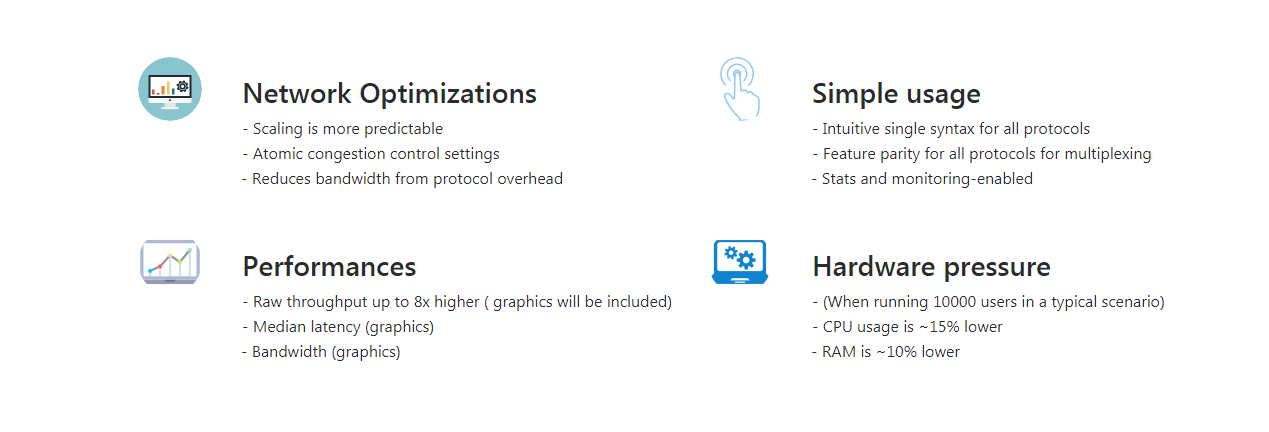 Network Optimizations
- Scaling is more predictable
- Atomic congestion control settings
- Reduces bandwidth from protocol overhead
Simple usage
- Intuitive single syntax for all protocols
- Feature parity for all protocols for multiplexing
- Stats and monitoring-enabled
Performances
- Raw throughput up to 8x higher ( graphics will be included)
- Median latency (graphics)
- Bandwidth (graphics)
Hardware pressure
- (When running 10000 users in a typical scenario)
- CPU usage is ~15% lower
- RAM is ~10% lower